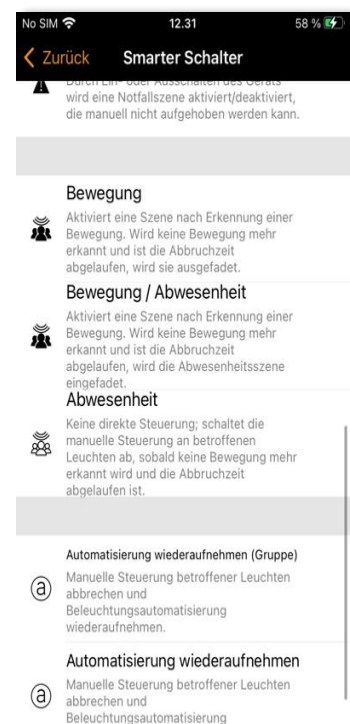 No SIM 12.31 58 %
Zurück Smarter Schalter
Durch Ein- oder Ausschalten des Geräts
wird eine Notfallszene aktiviert/deaktiviert,
die manuell nicht aufgehoben werden kann.
Bewegung
Aktiviert eine Szene nach Erkennung einer
Bewegung. Wird keine Bewegung mehr
erkannt und ist die Abbruchzeit
abgelaufen, wird sie ausgefadet.
Bewegung / Abwesenheit
Aktiviert eine Szene nach Erkennung einer
Bewegung. Wird keine Bewegung mehr
erkannt und ist die Abbruchzeit
abgelaufen, wird die Abwesenheitsszene
eingefadet.
Abwesenheit
Keine direkte Steuerung; schaltet die
manuelle Steuerung an betroffenen
Leuchten ab, sobald keine Bewegung mehr
erkannt wird und die Abbruchzeit
abgelaufen ist.
Automatisierung wiederaufnehmen (Gruppe)
a
Manuelle Steuerung betroffener Leuchten
abbrechen und
Beleuchtungsautomatisierung
wiederaufnehmen.
Automatisierung wiederaufnehmen
a
Manuelle Steuerung betroffener Leuchten
abbrechen und
Beleuchtungsautomatisierung